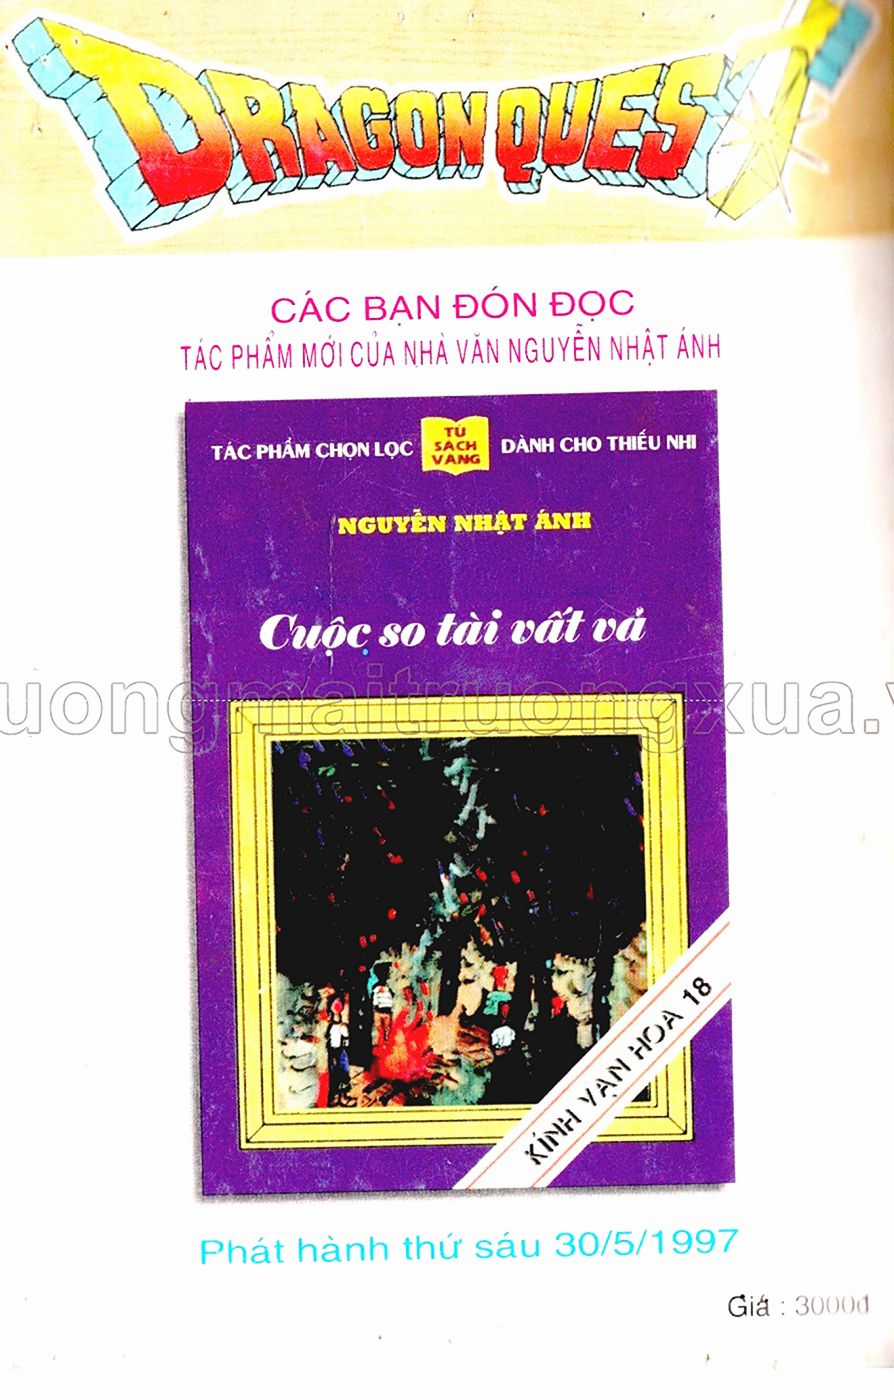 DRAGON QUEST
CÁC BẠN ĐÓN ĐỌC
TÁC PHẨM MỚI CỦA NHÀ VĂN NGUYỄN NHẬT ÁNH
TÁC PHẨM CHỌN LỌC
TỦ
SÁCH
VÀNG
DÀNH CHO THIẾU NHI
NGUYỄN NHẬT ÁNH
Cuộc so tài vất vả
uongmaitruongxua.v
KÍNH VẠN HOA 18
Phát hành thứ sáu 30/5/1997
Giá : 3000đ